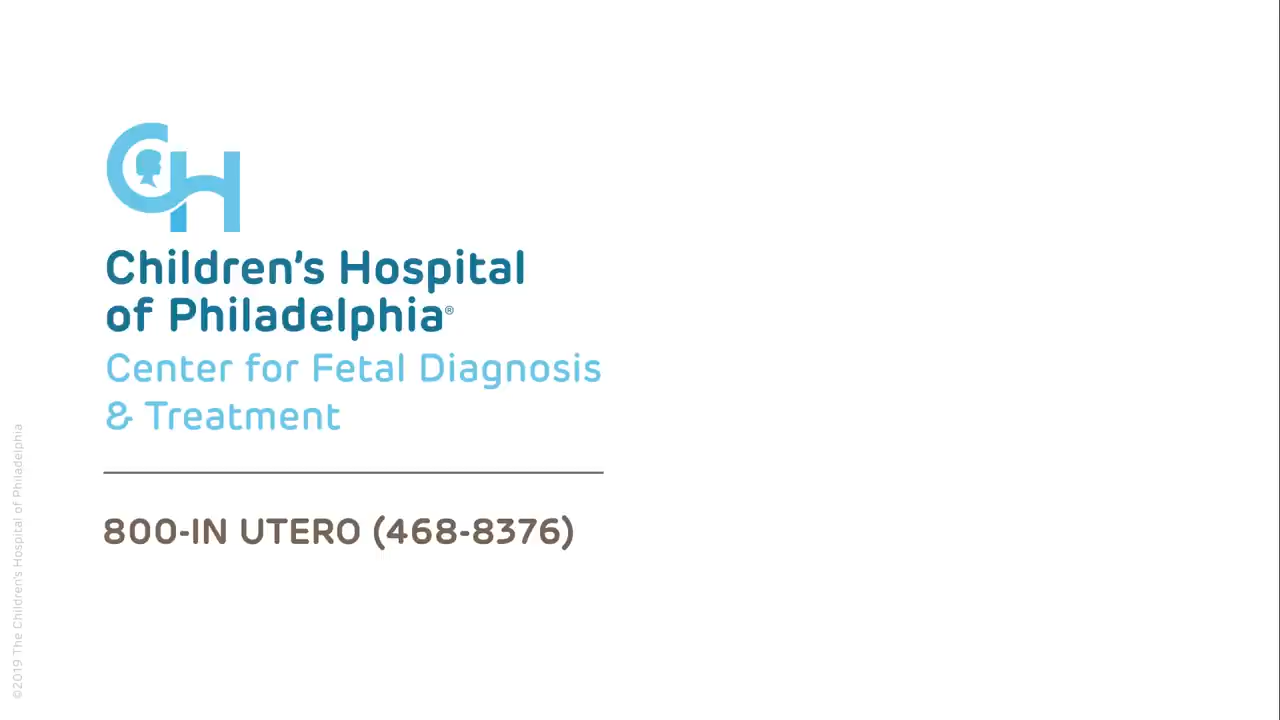 CH
Children's Hospital
of Philadelphia®
Center for Fetal Diagnosis
& Treatment
800-IN UTERO (468-8376)
©2019 The Children's Hospital of Philadelphia